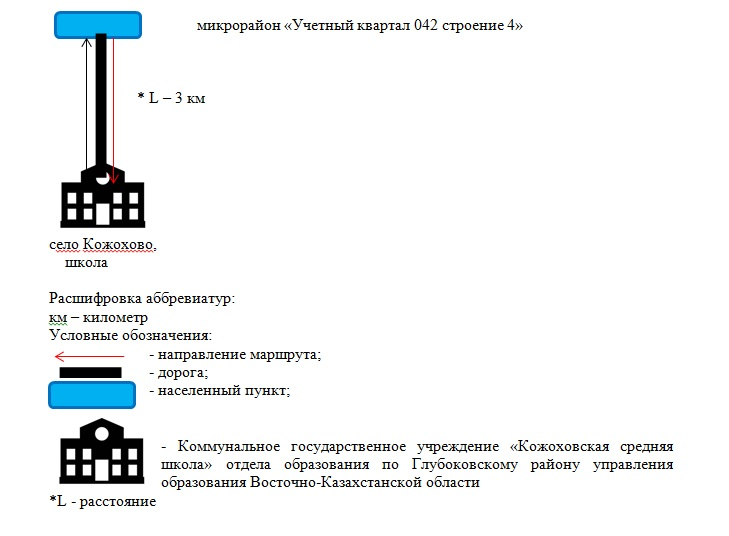 микрорайон «Учетный квартал 042 строение 4»
* L – 3 км
село Кожохово,
школа
Расшифровка аббревиатур:
км – километр
Условные обозначения:
- направление маршрута;
- дорога;
- населенный пункт;
- Коммунальное государственное учреждение «Кожоховская средняя
школа» отдела образования по Глубоковскому району управления
образования Восточно-Казахстанской области
*L - расстояние